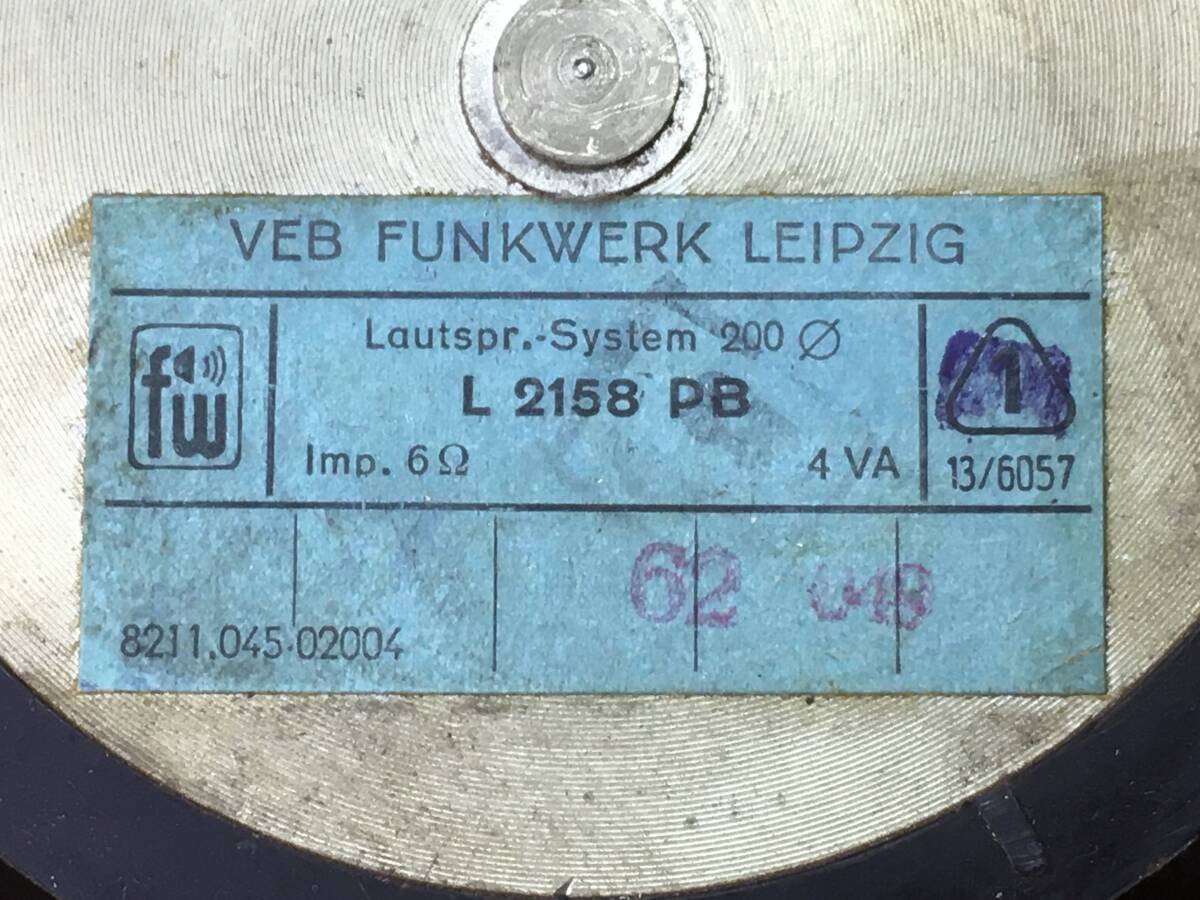 VEB FUNKWERK LEIPZIG
fw
Lautspr.-System 200 ∅
L 2158 PB
Imp. 6Ω 4 VA
1
13/6057
62
8211.045-02004